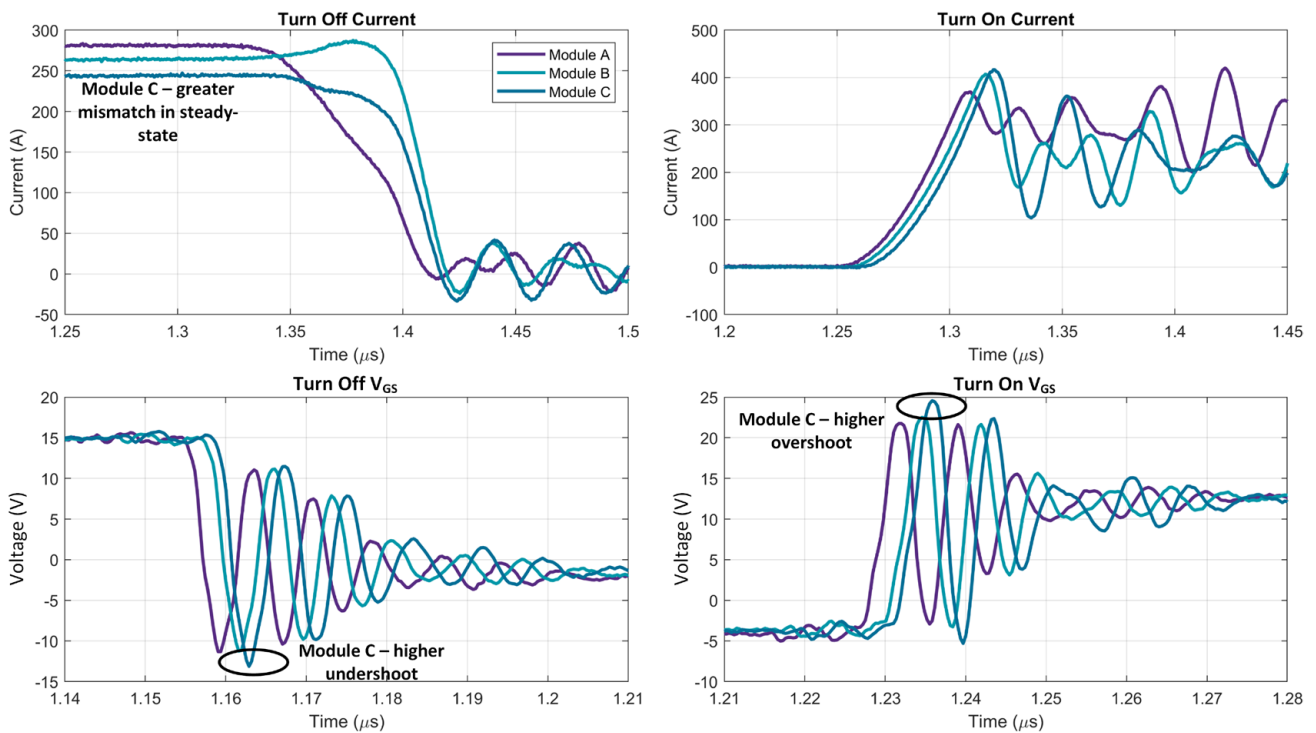 Turn Off Current
300
250
200
150
100
50
0
-50
Current (A)
Module A
Module B
Module C
Module C – greater
mismatch in steady-
state
1.25 1.3 1.35 1.4 1.45 1.5
Time (μs)
Turn On Current
500
400
300
200
100
0
-100
Current (A)
1.2 1.25 1.3 1.35 1.4 1.45
Time (μs)
Turn Off VGS
20
15
10
5
0
-5
-10
-15
Voltage (V)
Module C – higher
undershoot
1.14 1.15 1.16 1.17 1.18 1.19 1.2 1.21
Time (μs)
Turn On VGS
25
20
15
10
5
0
-5
-10
Voltage (V)
Module C – higher
overshoot
1.21 1.22 1.23 1.24 1.25 1.26 1.27 1.28
Time (μs)